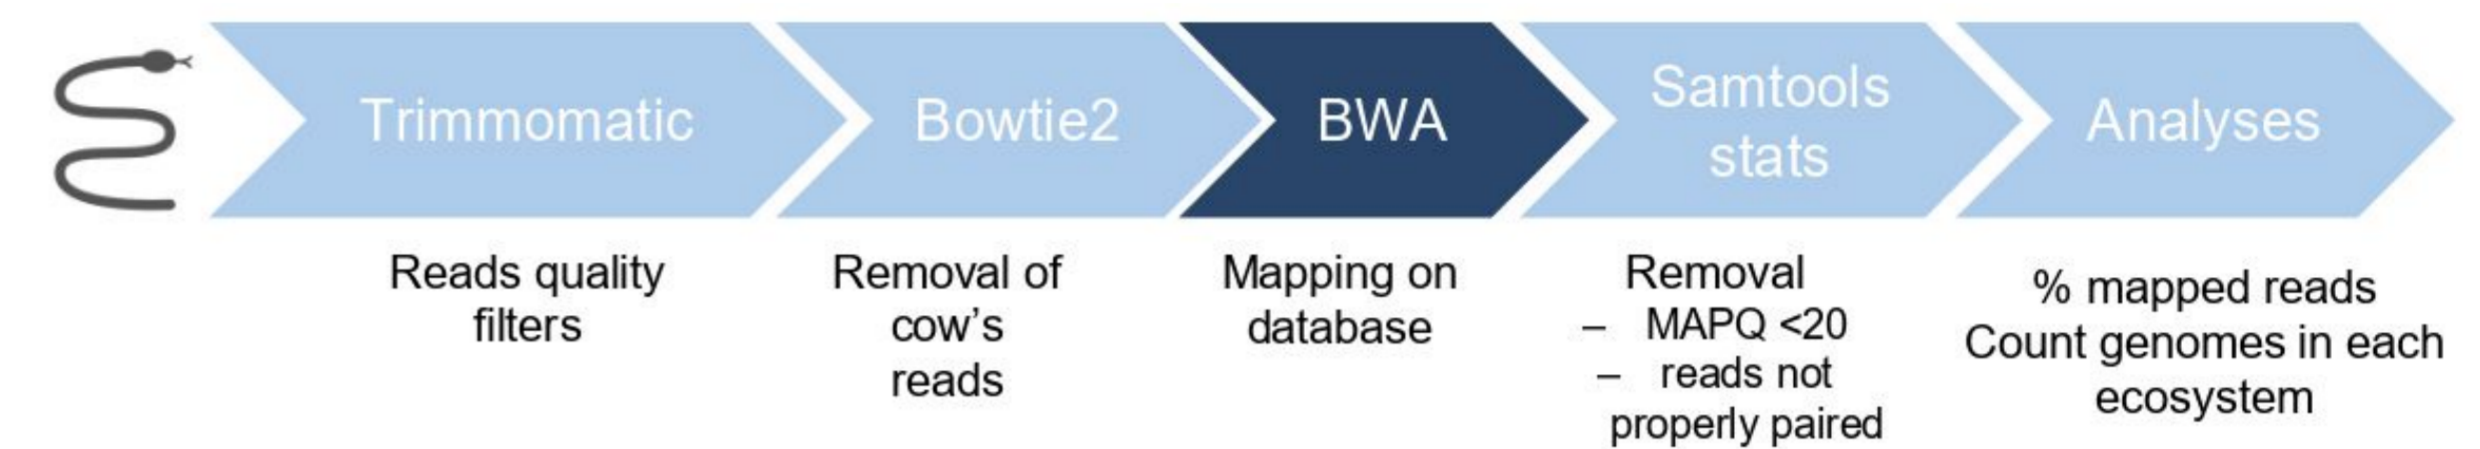 Trimmomatic
Bowtie2
BWA
Samtools
stats
Analyses
Reads quality
filters
Removal of
cow's
reads
Mapping on
database
Removal
– MAPQ <20
– reads not
properly paired
% mapped reads
Count genomes in each
ecosystem